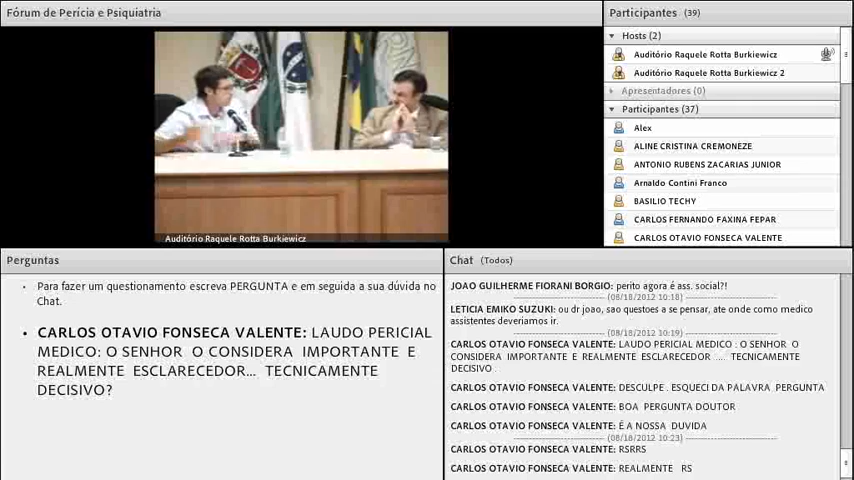 Fórum de Perícia e Psiquiatria
Auditório Raquele Rotta Burkiewicz
Participantes (39)
Hosts (2)
Auditório Raquele Rotta Burkiewicz
Auditório Raquele Rotta Burkiewicz 2
Apresentadores (0)
Participantes (37)
Alex
ALINE CRISTINA CREMONEZE
ANTONIO RUBENS ZACARIAS JUNIOR
Arnaldo Contini Franco
BASILIO TECHY
CARLOS FERNANDO FAXINA FEPAR
CARLOS OTAVIO FONSECA VALENTE
Perguntas
Para fazer um questionamento escreva PERGUNTA e em seguida a sua dúvida no
Chat.
CARLOS OTAVIO FONSECA VALENTE: LAUDO PERICIAL
MEDICO: O SENHOR O CONSIDERA IMPORTANTE E
REALMENTE ESCLARECEDOR... TECNICAMENTE
DECISIVO?
Chat (Todos)
JOAO GUILHERME FIORANI BORGIO: perito agora é ass. social?!
(08/18/2012 10:18)
LETICIA EMIKO SUZUKI: ou dr joao, sao questoes a se pensar, ate onde como medico
assistentes deveriamos ir.
(08/18/2012 10:19)
CARLOS OTAVIO FONSECA VALENTE: LAUDO PERICIAL MEDICO : O SENHOR O
CONSIDERA IMPORTANTE E REALMENTE ESCLARECEDOR .... TECNICAMENTE
DECISIVO
CARLOS OTAVIO FONSECA VALENTE: DESCULPE . ESQUECI DA PALAVRA PERGUNTA
CARLOS OTAVIO FONSECA VALENTE: BOA PERGUNTA DOUTOR
CARLOS OTAVIO FONSECA VALENTE: É A NOSSA DUVIDA
(08/18/2012 10:23)
CARLOS OTAVIO FONSECA VALENTE: RSRRS
CARLOS OTAVIO FONSECA VALENTE: REALMENTE RS